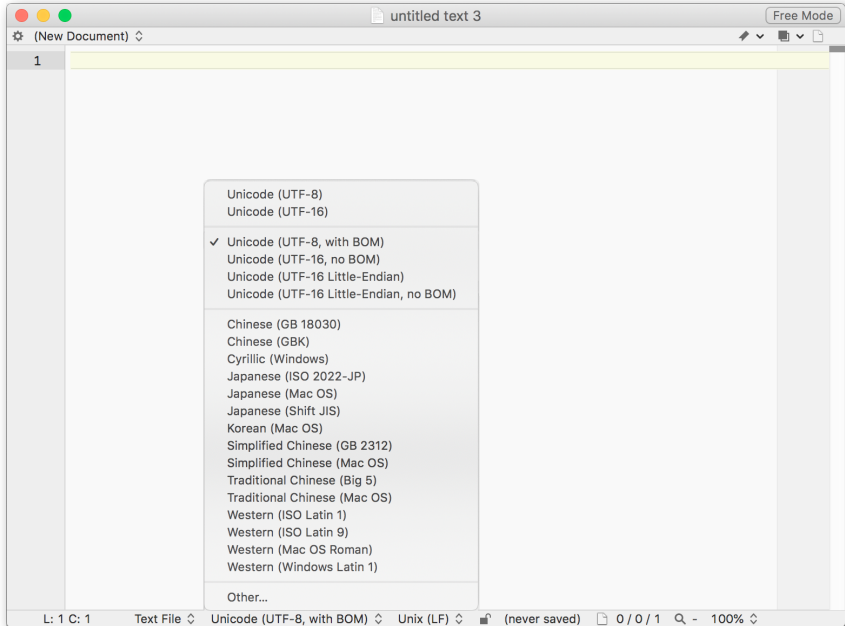 untitled text 3
Free Mode
(New Document)
1
Unicode (UTF-8)
Unicode (UTF-16)
Unicode (UTF-8, with BOM)
Unicode (UTF-16, no BOM)
Unicode (UTF-16 Little-Endian)
Unicode (UTF-16 Little-Endian, no BOM)
Chinese (GB 18030)
Chinese (GBK)
Cyrillic (Windows)
Japanese (ISO 2022-JP)
Japanese (Mac OS)
Japanese (Shift JIS)
Korean (Mac OS)
Simplified Chinese (GB 2312)
Simplified Chinese (Mac OS)
Traditional Chinese (Big 5)
Traditional Chinese (Mac OS)
Western (ISO Latin 1)
Western (ISO Latin 9)
Western (Mac OS Roman)
Western (Windows Latin 1)
Other...
L: 1 C: 1 Text File Unicode (UTF-8, with BOM) Unix (LF) (never saved) 0 / 0 / 1 - 100%